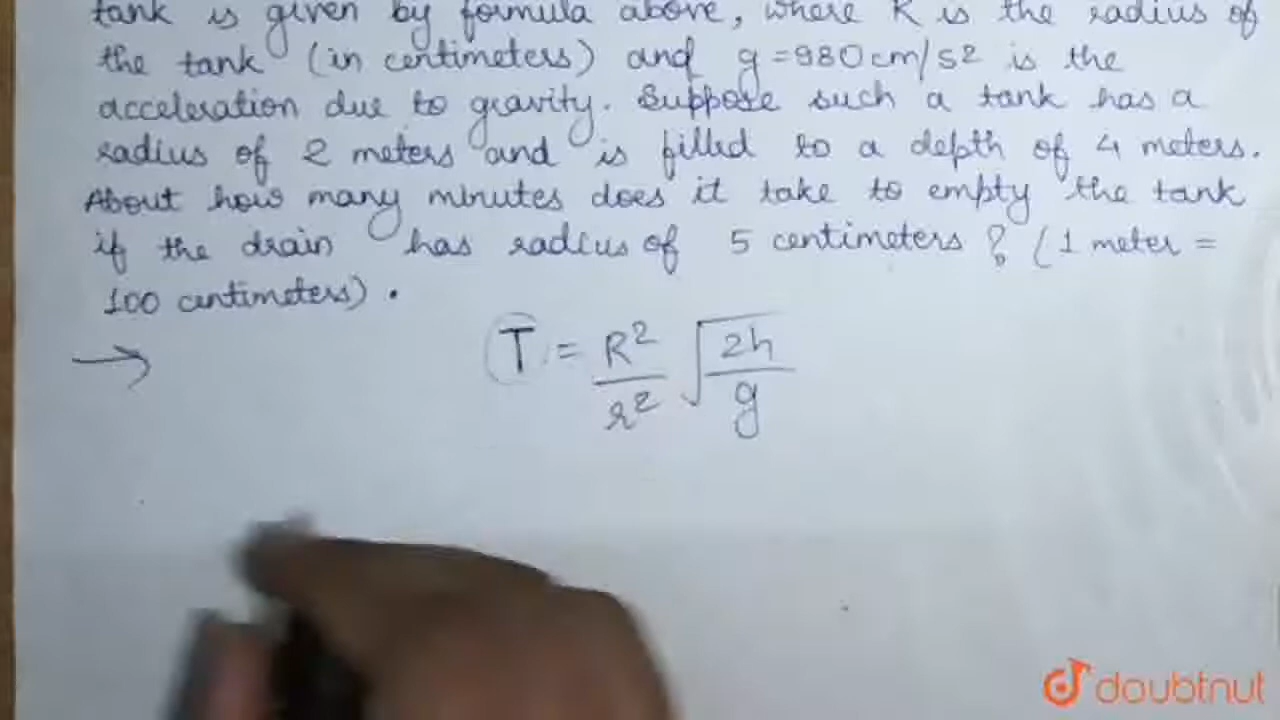 tank is given by formula above, where R is the radius of
the tank (in centimeters) and g = 980 cm/s2 is the
acceleration due to gravity. Suppose such a tank has a
radius of 2 meters and is filled to a depth of 4 meters.
About how many minutes does it take to empty the tank
if the drain has radius of 5 centimeters ? (1 meter =
100 centimeters).
→ T = R²/r² √(2h/g)
doubtnut